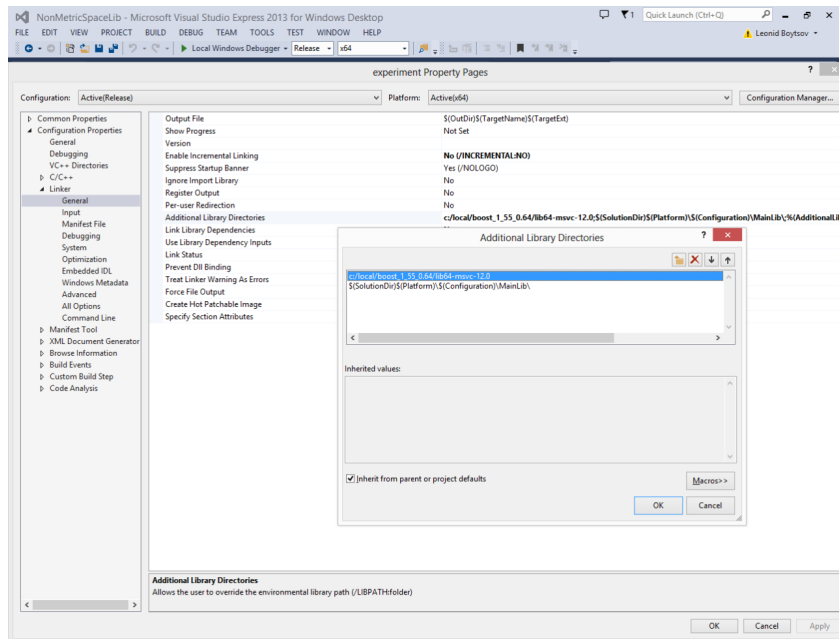 NonMetricSpaceLib - Microsoft Visual Studio Express 2013 for Windows Desktop
1
Quick Launch (Ctrl+Q)
FILE EDIT VIEW PROJECT BUILD DEBUG TEAM TOOLS TEST WINDOW HELP
Leonid Boytsov
Local Windows Debugger Release x64
experiment Property Pages
Configuration: Active(Release) Platform: Active(x64) Configuration Manager...
Common Properties
Configuration Properties
General
Debugging
VC++ Directories
C/C++
Linker
General
Input
Manifest File
Debugging
System
Optimization
Embedded IDL
Windows Metadata
Advanced
All Options
Command Line
Manifest Tool
XML Document Generator
Browse Information
Build Events
Custom Build Step
Code Analysis
Output File $(OutDir)$(TargetName)$(TargetExt)
Show Progress Not Set
Version
Enable Incremental Linking No (/INCREMENTAL:NO)
Suppress Startup Banner Yes (/NOLOGO)
Ignore Import Library No
Register Output No
Per-user Redirection No
Additional Library Directories c:/local/boost_1_55_0.64/lib64-msvc-12.0;$(SolutionDir)$(Platform)\$(Configuration)\MainLib\;%(AdditionalLi
Link Library Dependencies
Use Library Dependency Inputs
Link Status
Prevent Dll Binding
Treat Linker Warning As Errors
Force File Output
Create Hot Patchable Image
Specify Section Attributes
Additional Library Directories
c:/local/boost_1_55_0.64/lib64-msvc-12.0
$(SolutionDir)$(Platform)\$(Configuration)\MainLib\
Inherited values:
Inherit from parent or project defaults
Macros>>
OK Cancel
Additional Library Directories
Allows the user to override the environmental library path (/LIBPATH:folder)
OK Cancel Apply